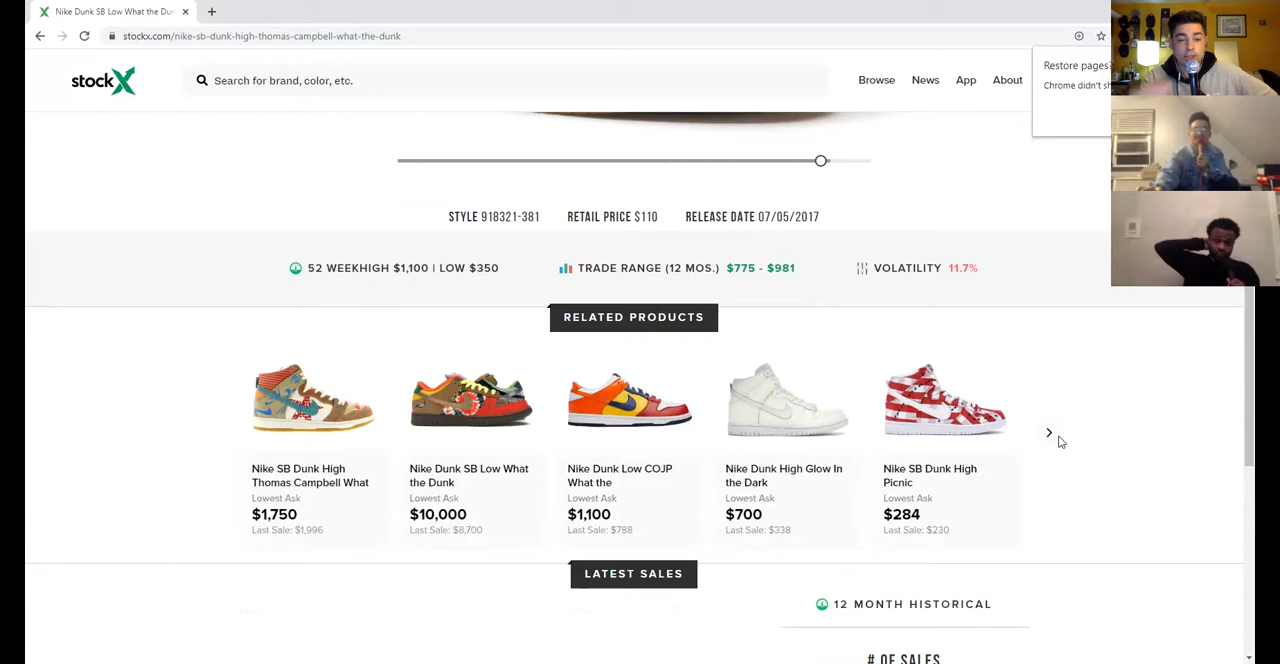 Nike Dunk SB Low What the Dun
stockx.com/nike-sb-dunk-high-thomas-campbell-what-the-dunk
Restore pages?
Chrome didn't sh
stockX
Search for brand, color, etc.
Browse News App About
STYLE 918321-381 RETAIL PRICE $110 RELEASE DATE 07/05/2017
52 WEEKHIGH $1,100 | LOW $350 TRADE RANGE (12 MOS.) $775 - $981 VOLATILITY 11.7%
RELATED PRODUCTS
Nike SB Dunk High
Thomas Campbell What
Lowest Ask
$1,750
Last Sale: $1,996
Nike Dunk SB Low What
the Dunk
Lowest Ask
$10,000
Last Sale: $8,700
Nike Dunk Low COJP
What the
Lowest Ask
$1,100
Last Sale: $788
Nike Dunk High Glow In
the Dark
Lowest Ask
$700
Last Sale: $338
Nike SB Dunk High
Picnic
Lowest Ask
$284
Last Sale: $230
LATEST SALES
12 MONTH HISTORICAL
# OF SALES